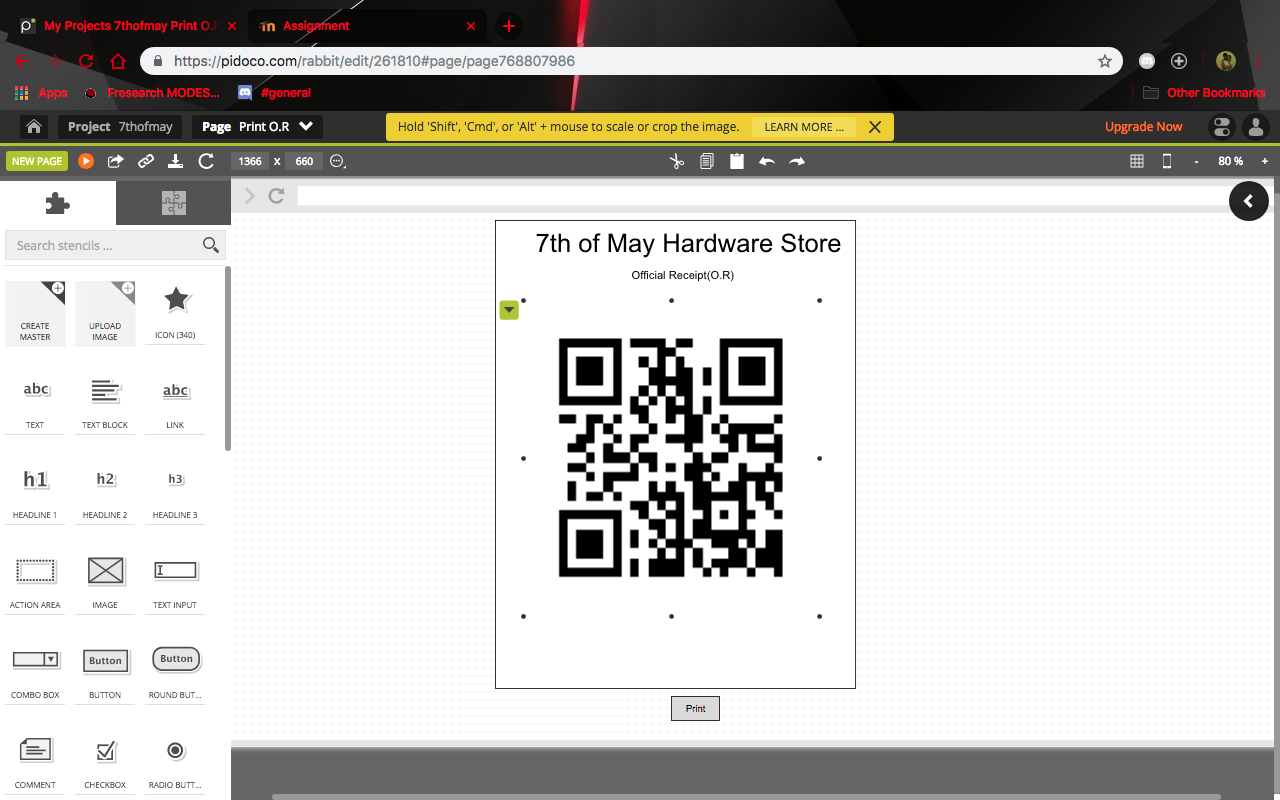 My Projects 7thofmay Print O.R
Assignment
https://pidoco.com/rabbit/edit/261810#page/page768807986
Apps
Fresearch MODES...
#general
Other Bookmarks
Project 7thofmay
Page Print O.R
Hold 'Shift', 'Cmd', or 'Alt' + mouse to scale or crop the image.
LEARN MORE ...
Upgrade Now
NEW PAGE
1366 x 660
- 80 % +
Search stencils ...
7th of May Hardware Store
Official Receipt(O.R)
CREATE MASTER
UPLOAD IMAGE
ICON (340)
abc
abc
TEXT
TEXT BLOCK
LINK
h1
h2
h3
HEADLINE 1
HEADLINE 2
HEADLINE 3
ACTION AREA
IMAGE
TEXT INPUT
Button
Button
COMBO BOX
BUTTON
ROUND BUT...
Print
COMMENT
CHECKBOX
RADIO BUTT...